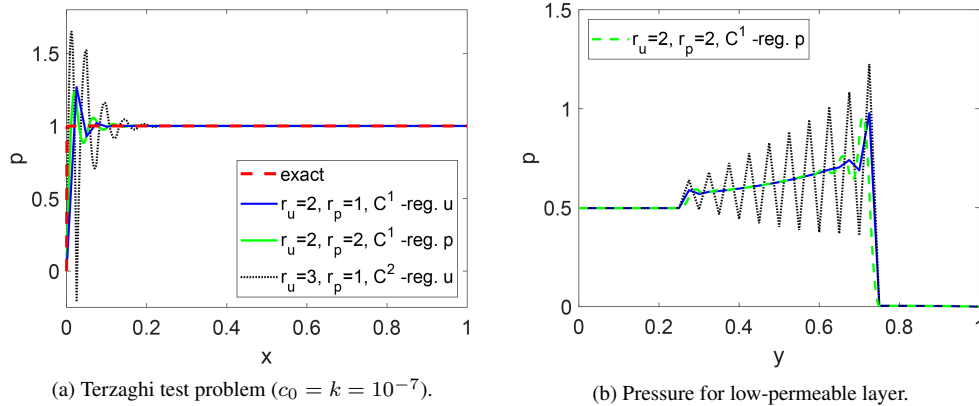 1.5
1
0.5
0
p
0
0.2
0.4
0.6
0.8
1
x
exact
r_u=2, r_p=1, C^1 -reg. u
r_u=2, r_p=2, C^1 -reg. p
r_u=3, r_p=1, C^2 -reg. u
(a) Terzaghi test problem (c_0 = k = 10^{-7}).
1.5
1
0.5
0
p
0
0.2
0.4
0.6
0.8
1
y
r_u=2, r_p=2, C^1 -reg. p
(b) Pressure for low-permeable layer.